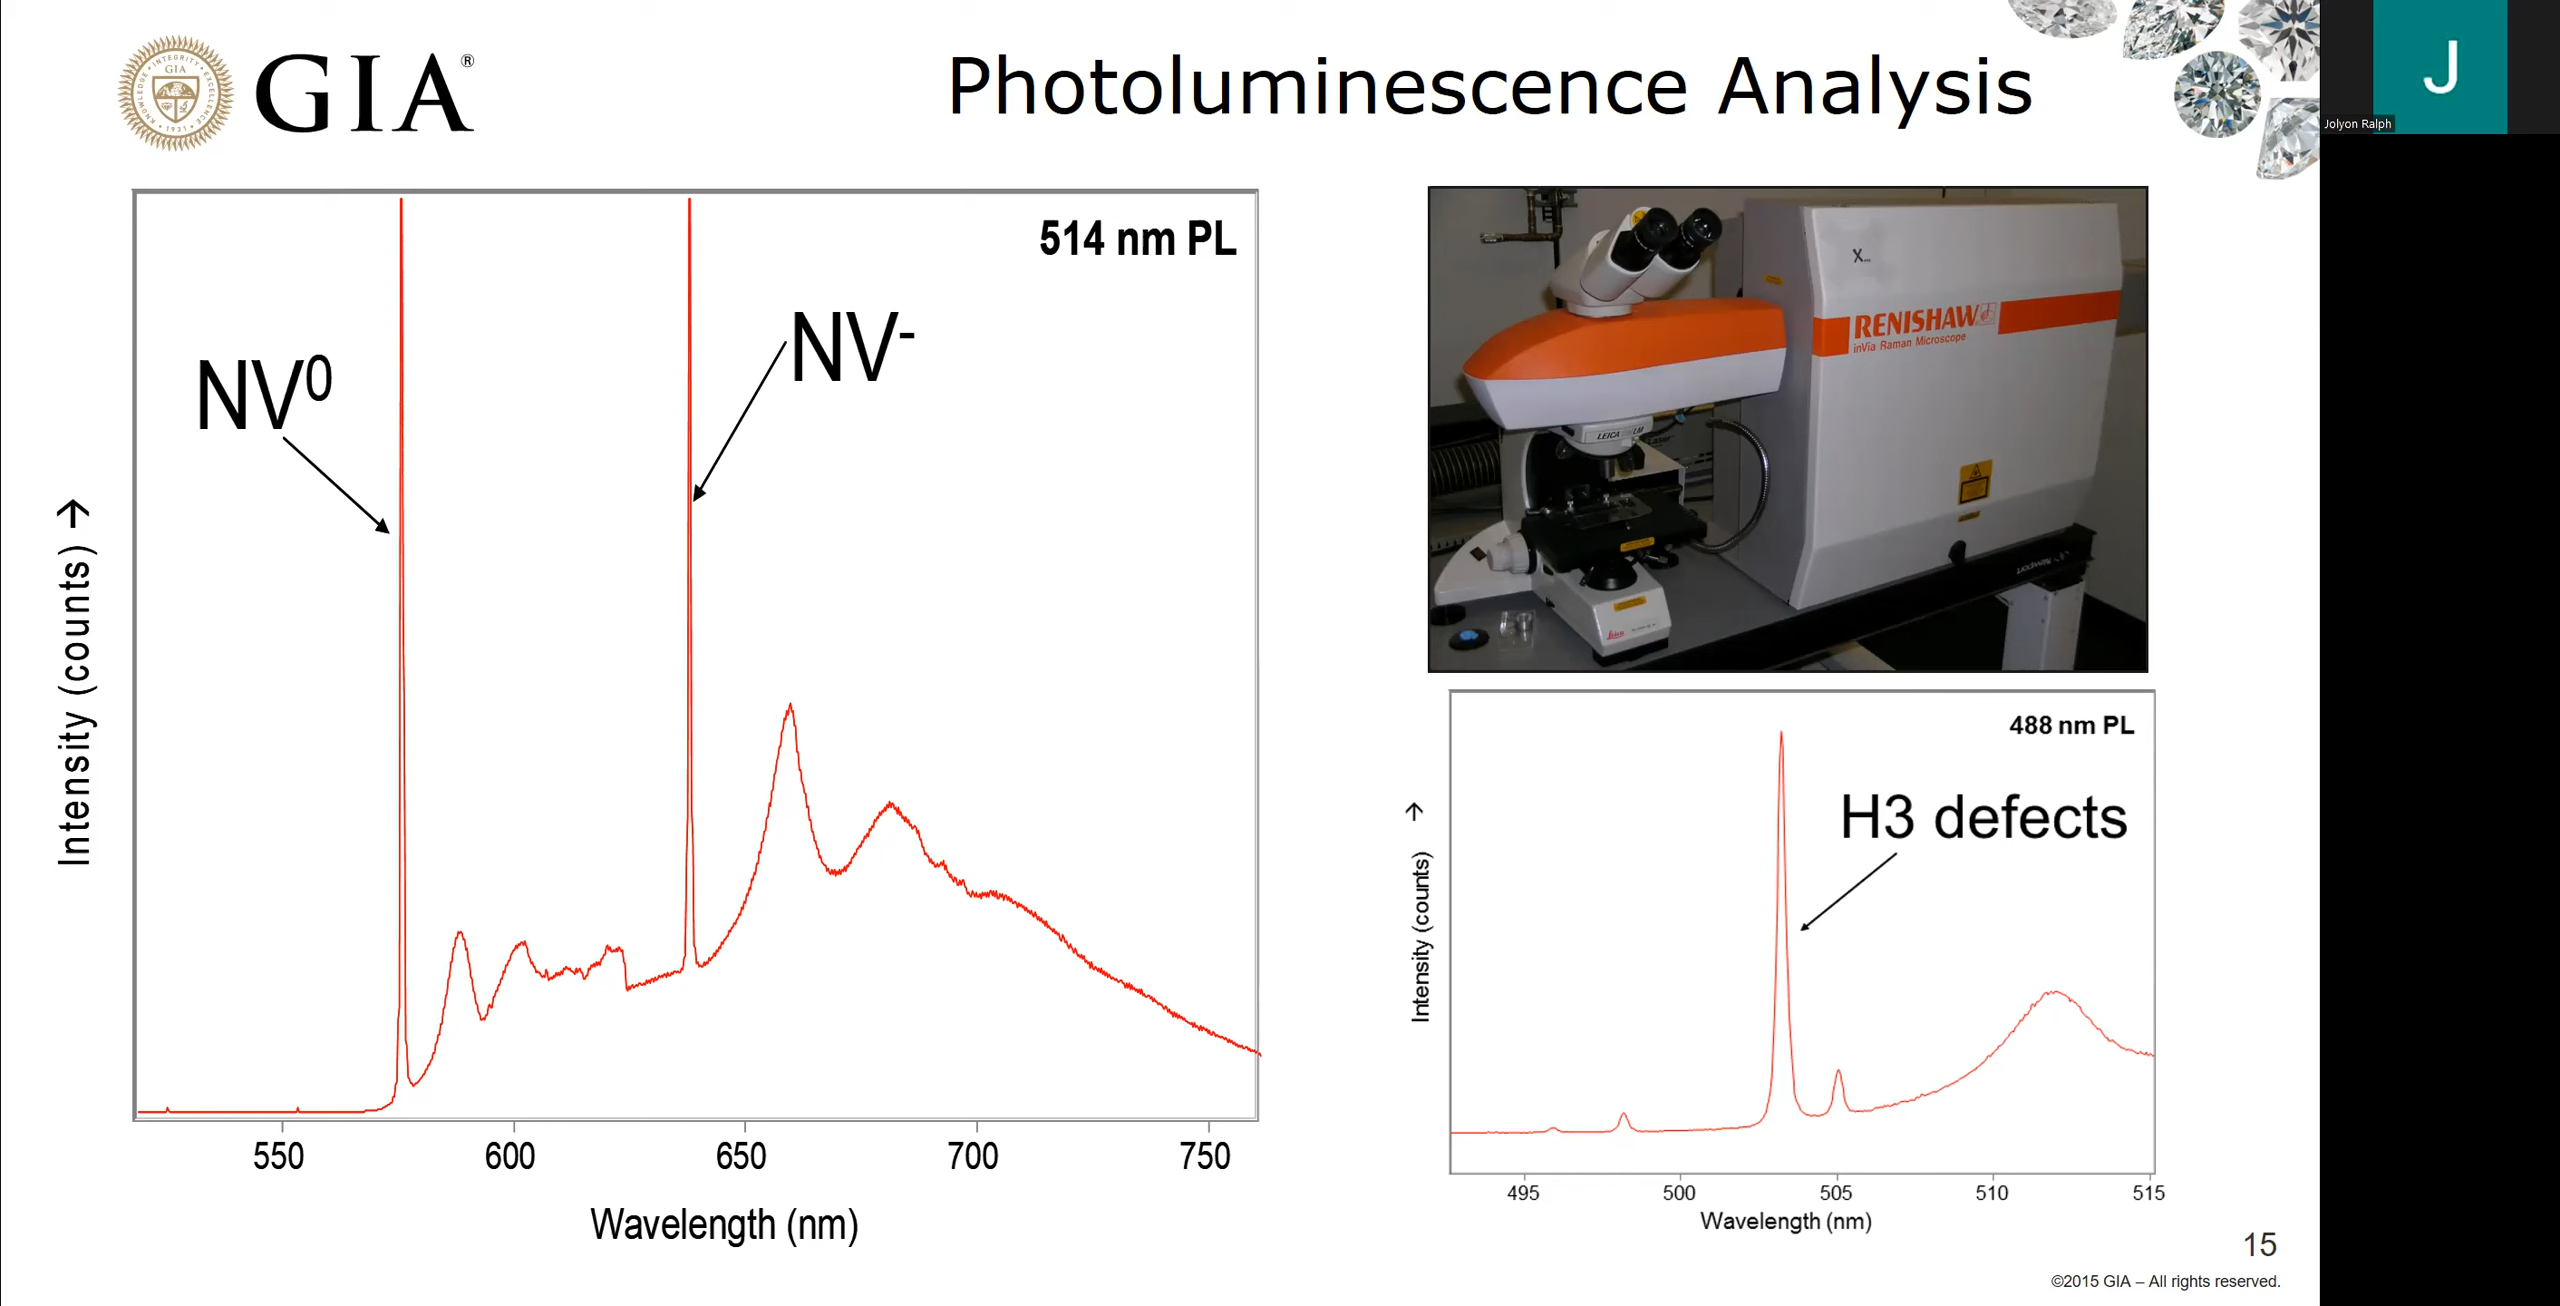 GIA®
Photoluminescence Analysis
J
Jolyon Ralph
514 nm PL
NV0
NV-
Intensity (counts) →
550 600 650 700 750
Wavelength (nm)
RENISHAW
inVia Raman Microscope
LEICA
Newport
488 nm PL
H3 defects
Intensity (counts) →
495 500 505 510 515
Wavelength (nm)
15
©2015 GIA – All rights reserved.